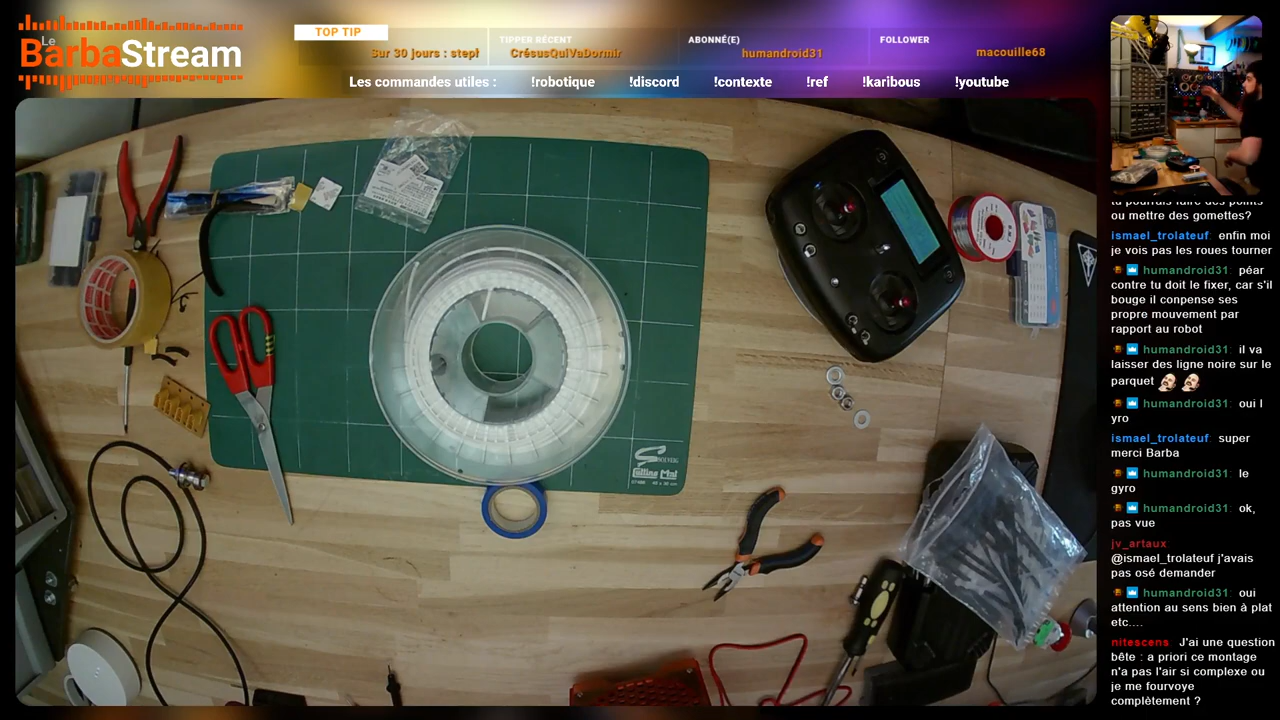 Le
BarbaStream
TOP TIP
Sur 30 jours : steph
TIPPER RÉCENT
CrésusQuiVaDormir
ABONNÉ(E)
humandroid31
FOLLOWER
macouille68
Les commandes utiles : !robotique !discord !contexte !ref !karibous !youtube
tu pourrais faire des points
ou mettre des gomettes?
ismael_trolateuf: enfin moi
je vois pas les roues tourner
humandroid31: péar
contre tu doit le fixer, car s'il
bouge il conpense ses
propre mouvement par
rapport au robot
humandroid31: il va
laisser des ligne noire sur le
parquet
humandroid31: oui l
yro
ismael_trolateuf: super
merci Barba
humandroid31: le
gyro
humandroid31: ok,
pas vue
jv_artaux:
@ismael_trolateuf j'avais
pas osé demander
humandroid31: oui
attention au sens bien à plat
etc....
nitescens: J'ai une question
bête : a priori ce montage
n'a pas l'air si complexe ou
je me fourvoye
complètement ?
Cutting Mat